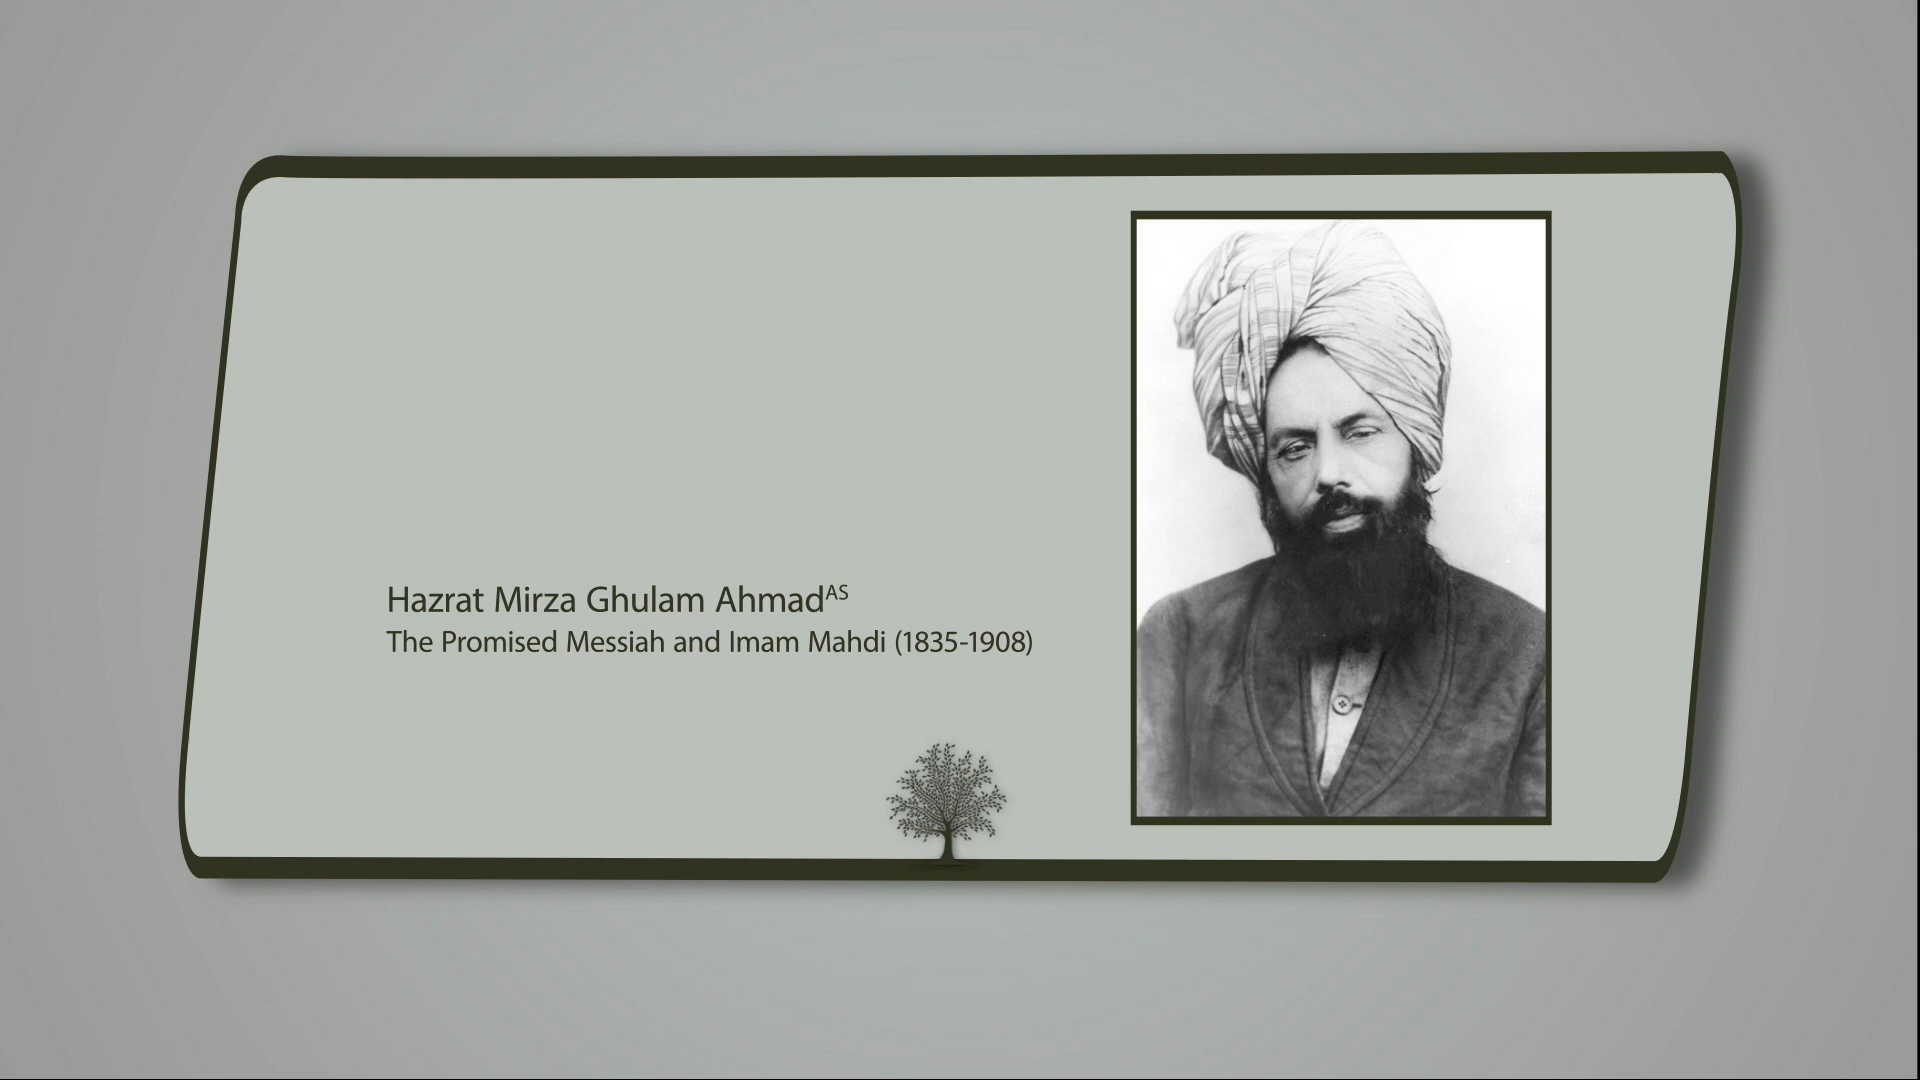 Hazrat Mirza Ghulam Ahmadᴬˢ
The Promised Messiah and Imam Mahdi (1835-1908)